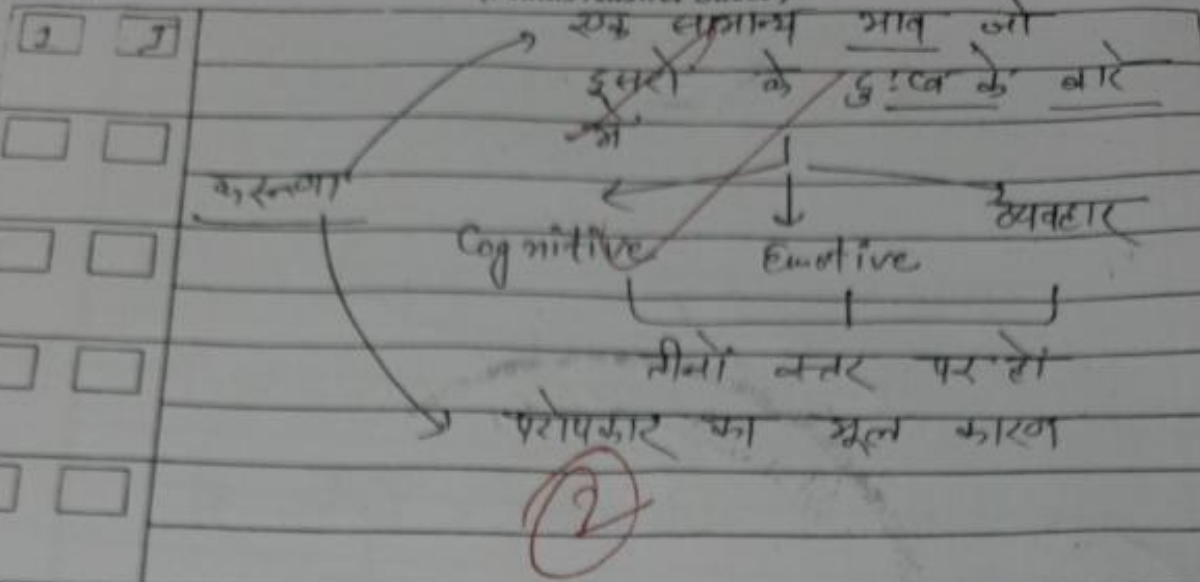 एक सामान्य भाव जो
दुसरों के दुःख के बारे
में
करूणा
व्यवहार
Cognitive Emotive
तीनों स्तर पर हो
परोपकार का मूल कारण
2